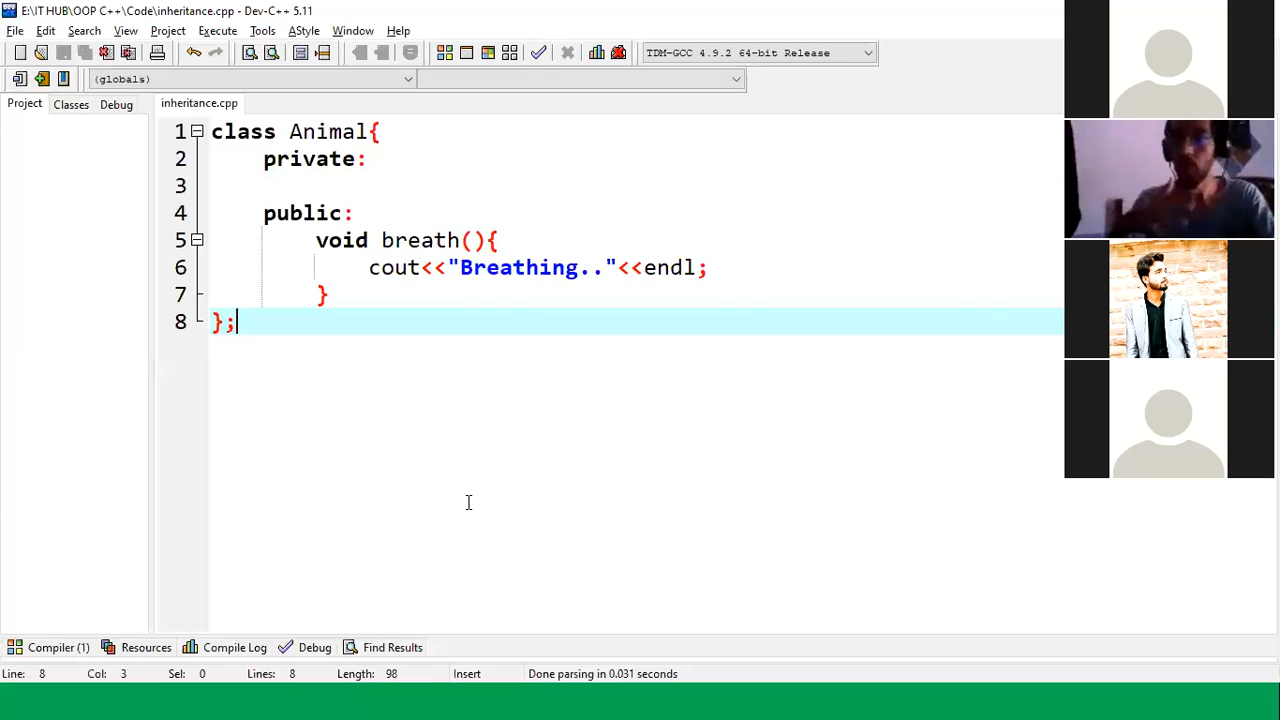 E:\IT HUB\OOP C++\Code\inheritance.cpp - Dev-C++ 5.11
File Edit Search View Project Execute Tools AStyle Window Help
TDM-GCC 4.9.2 64-bit Release
(globals)
Project Classes Debug inheritance.cpp
1 class Animal{
2 private:
3
4 public:
5 void breath(){
6 cout<<"Breathing.."<<endl;
7 }
8 };
Compiler (1) Resources Compile Log Debug Find Results
Line: 8 Col: 3 Sel: 0 Lines: 8 Length: 98 Insert Done parsing in 0.031 seconds